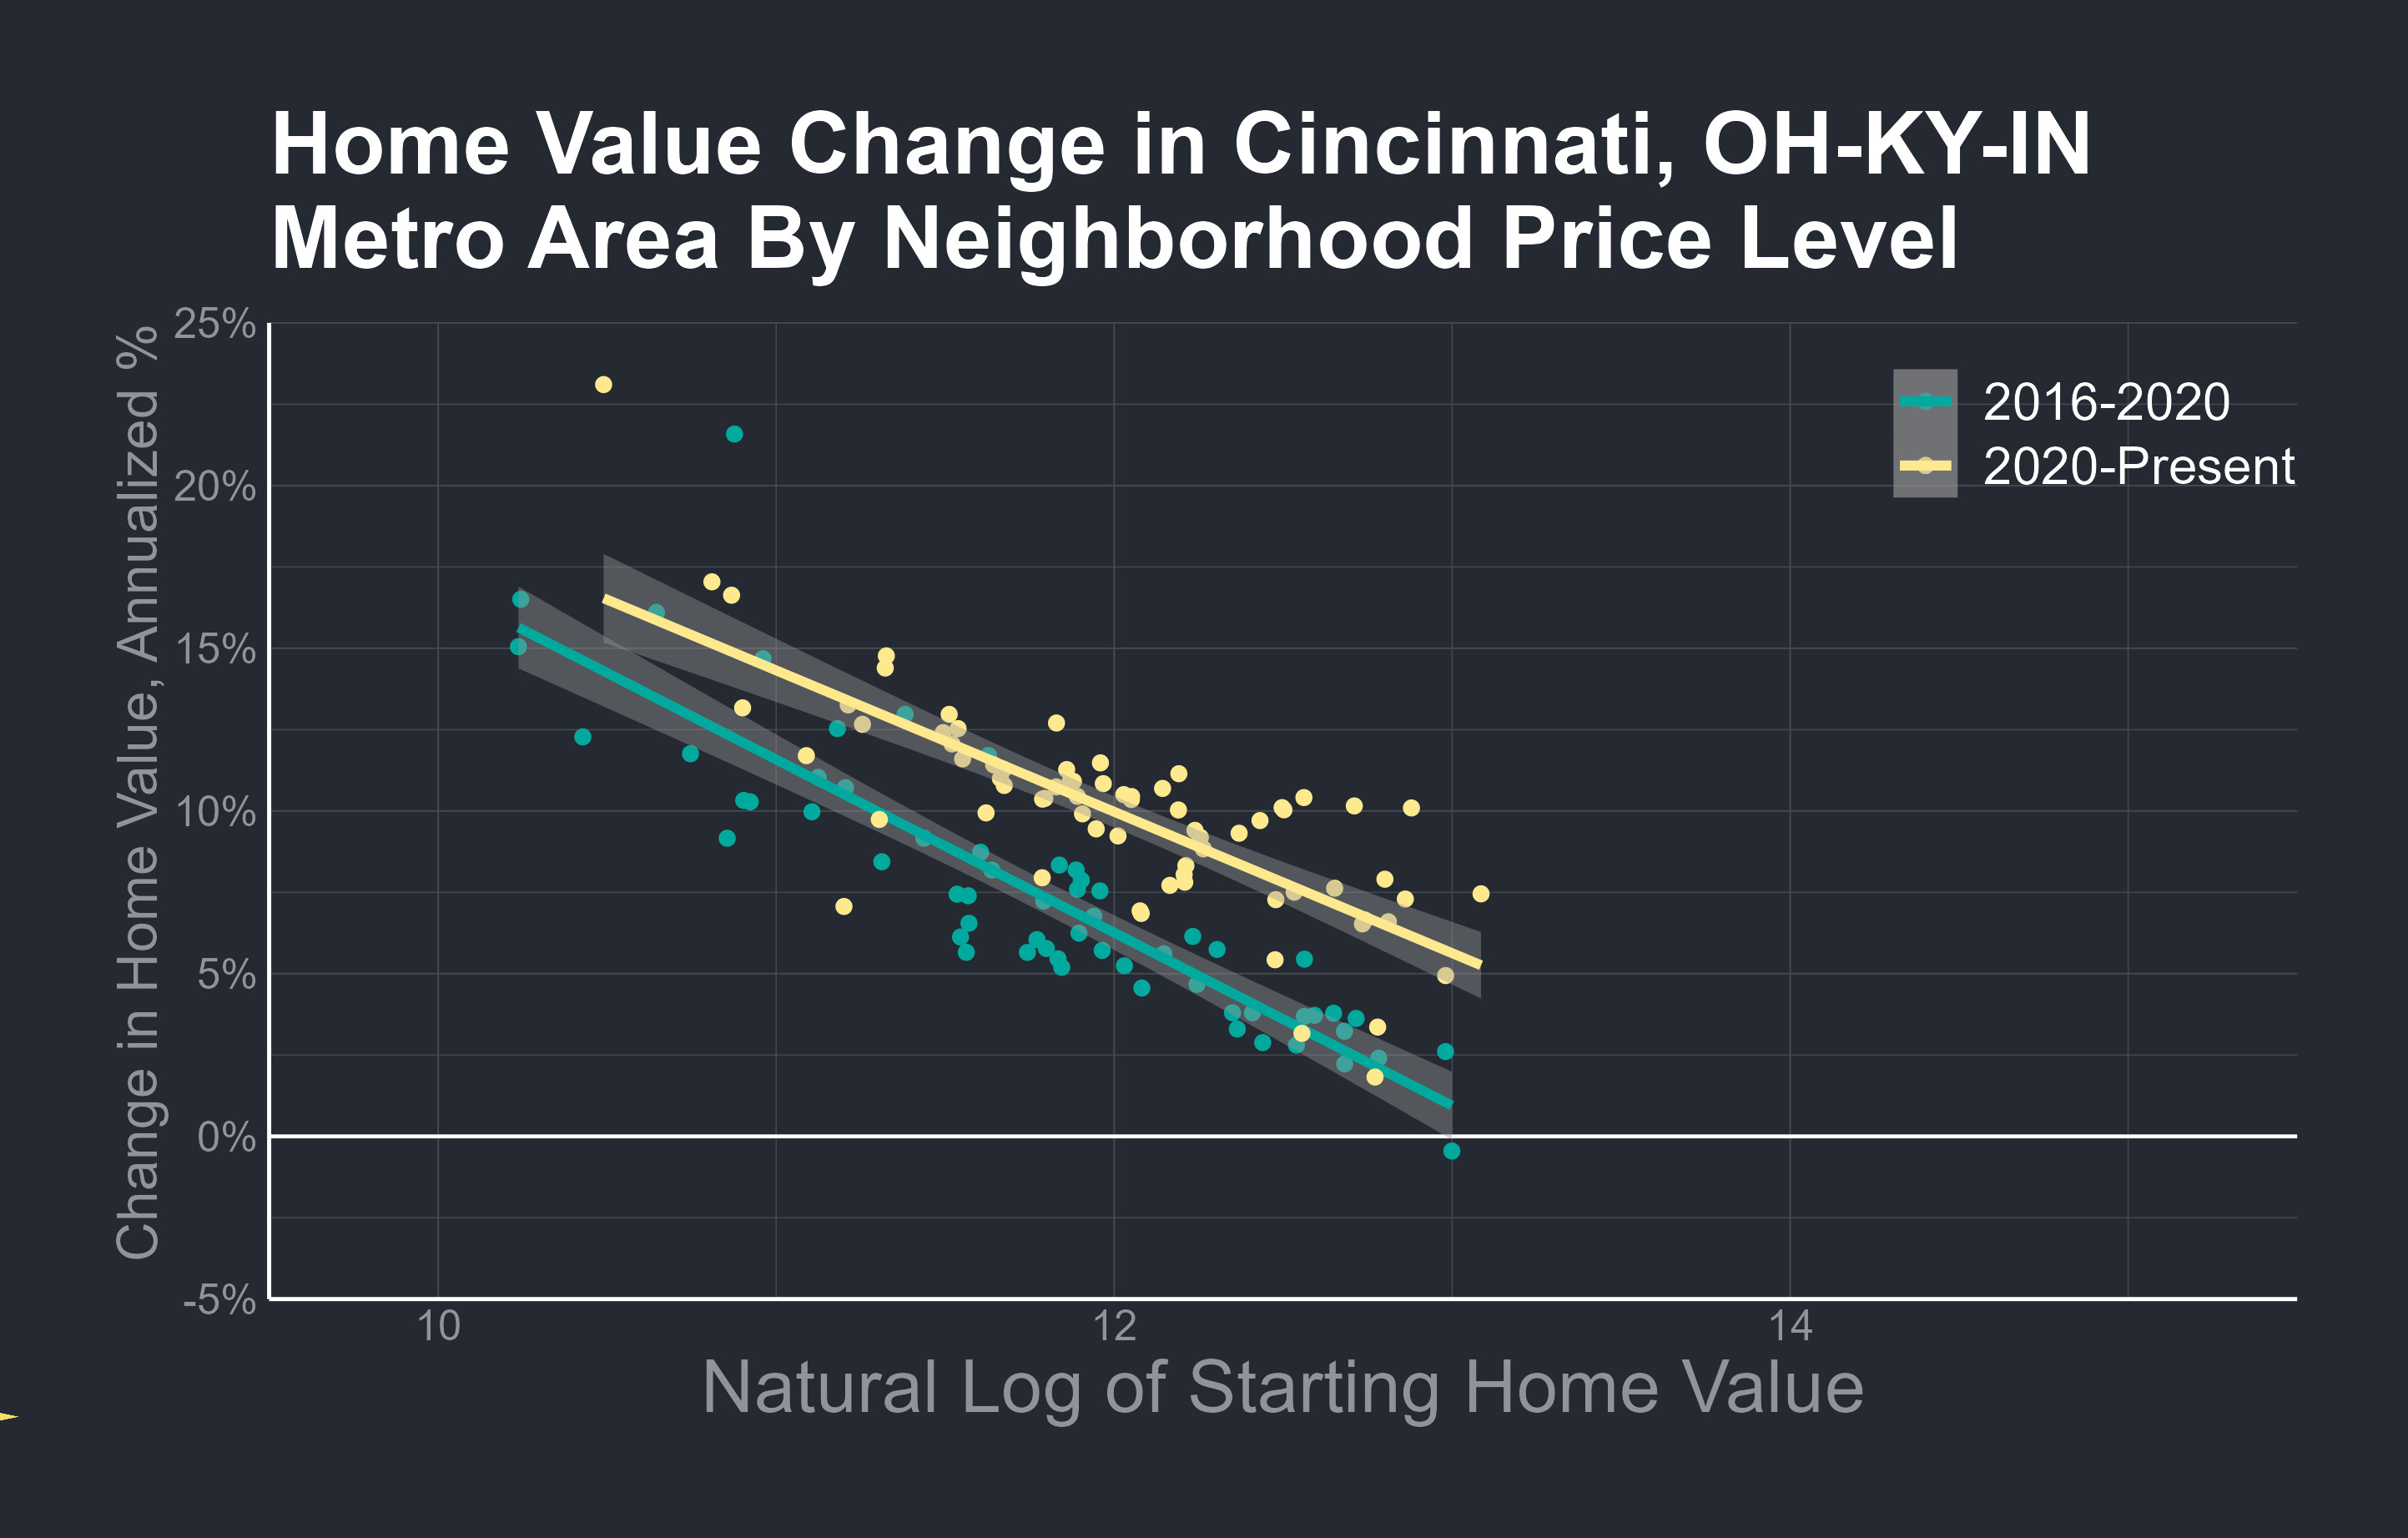 Home Value Change in Cincinnati, OH-KY-IN
Metro Area By Neighborhood Price Level
Change in Home Value, Annualized %
25%
20%
15%
10%
5%
0%
-5%
2016-2020
2020-Present
10
12
14
Natural Log of Starting Home Value